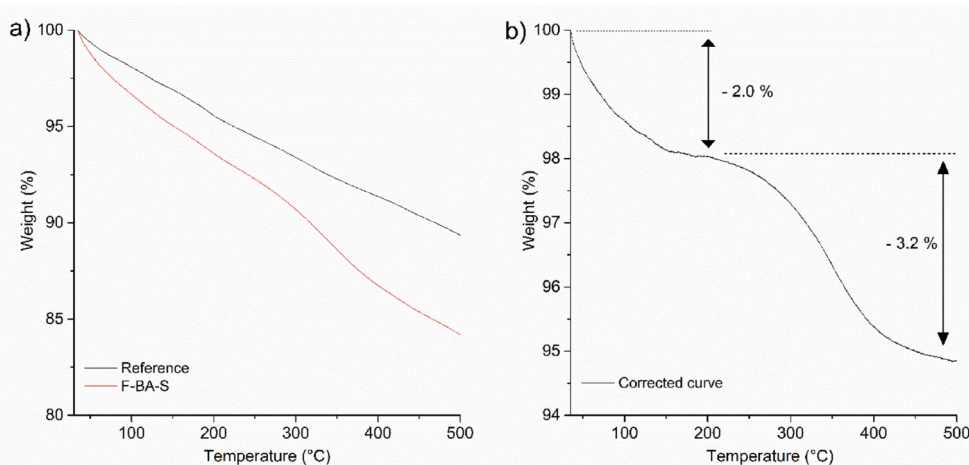 a)
100
95
90
85
80
Weight (%)
Reference
F-BA-S
100
200
300
400
500
Temperature (°C)
b)
100
99
98
97
96
95
94
Weight (%)
- 2.0 %
- 3.2 %
Corrected curve
100
200
300
400
500
Temperature (°C)